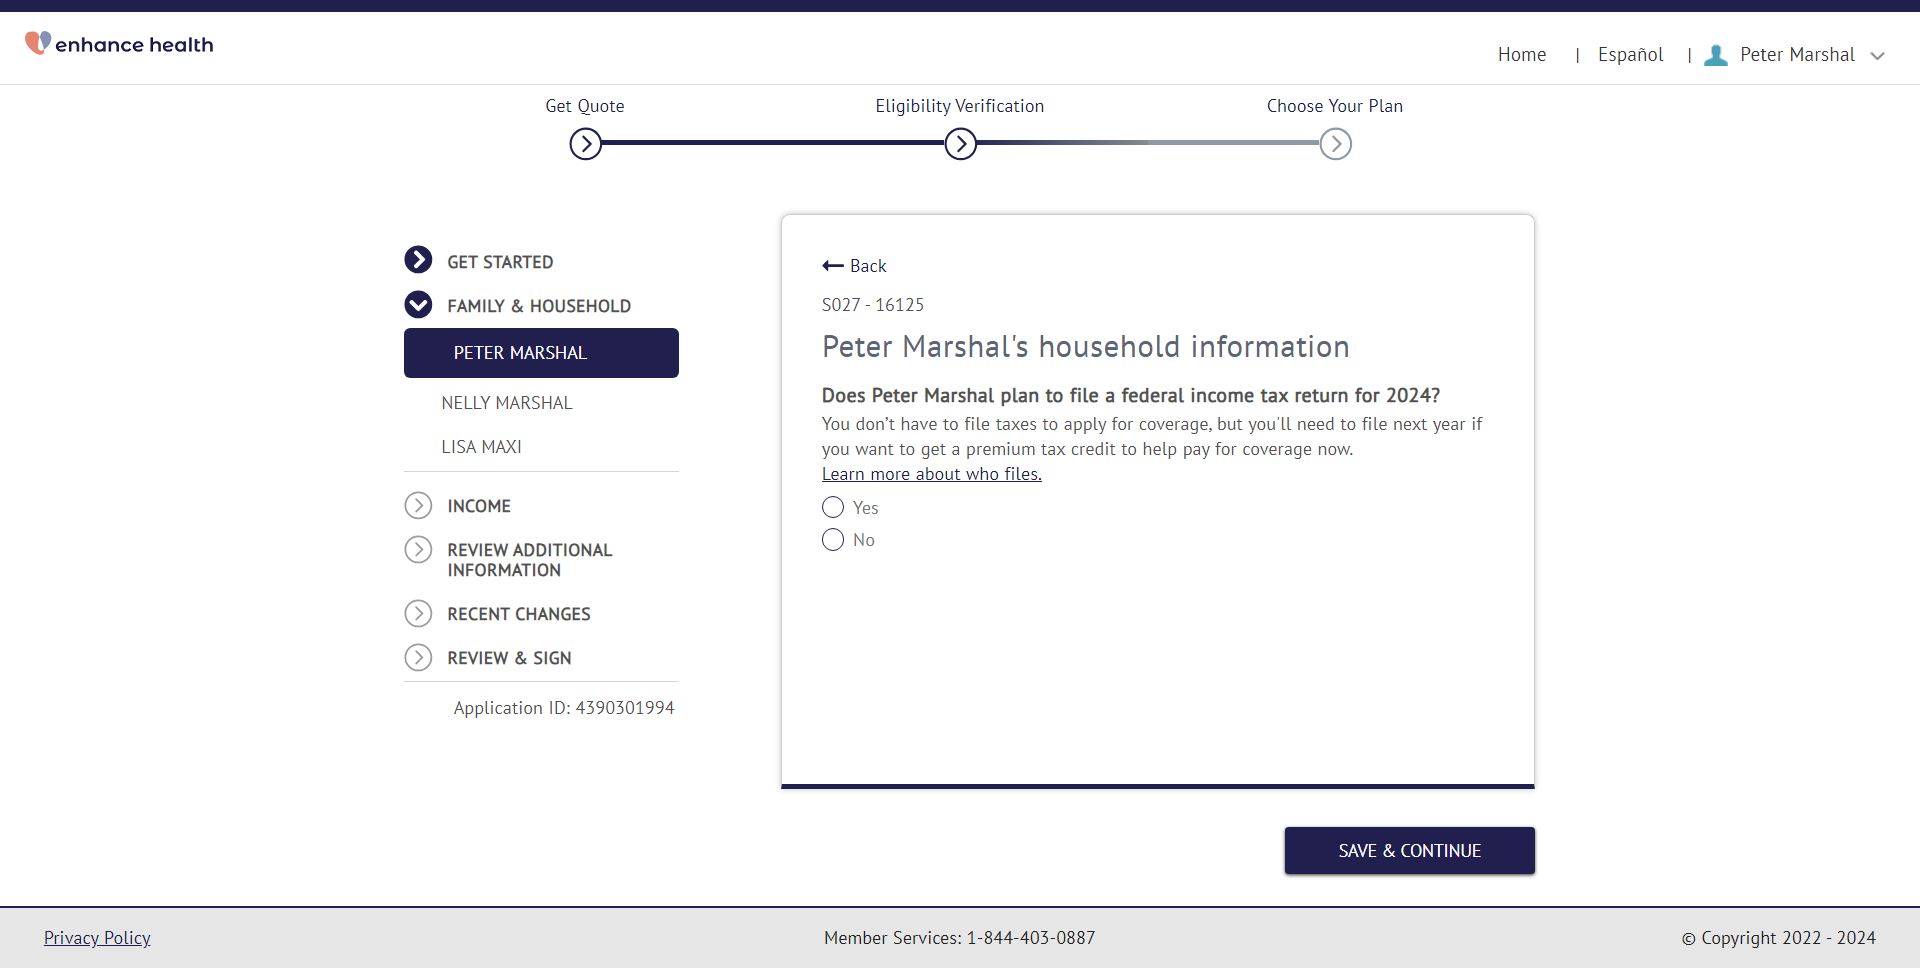 enhance health
Home | Español | Peter Marshal
Get Quote
Eligibility Verification
Choose Your Plan
GET STARTED
FAMILY & HOUSEHOLD
PETER MARSHAL
NELLY MARSHAL
LISA MAXI
INCOME
REVIEW ADDITIONAL
INFORMATION
RECENT CHANGES
REVIEW & SIGN
Application ID: 4390301994
Back
S027 - 16125
Peter Marshal's household information
Does Peter Marshal plan to file a federal income tax return for 2024?
You don’t have to file taxes to apply for coverage, but you'll need to file next year if
you want to get a premium tax credit to help pay for coverage now.
Learn more about who files.
Yes
No
SAVE & CONTINUE
Privacy Policy
Member Services: 1-844-403-0887
© Copyright 2022 - 2024